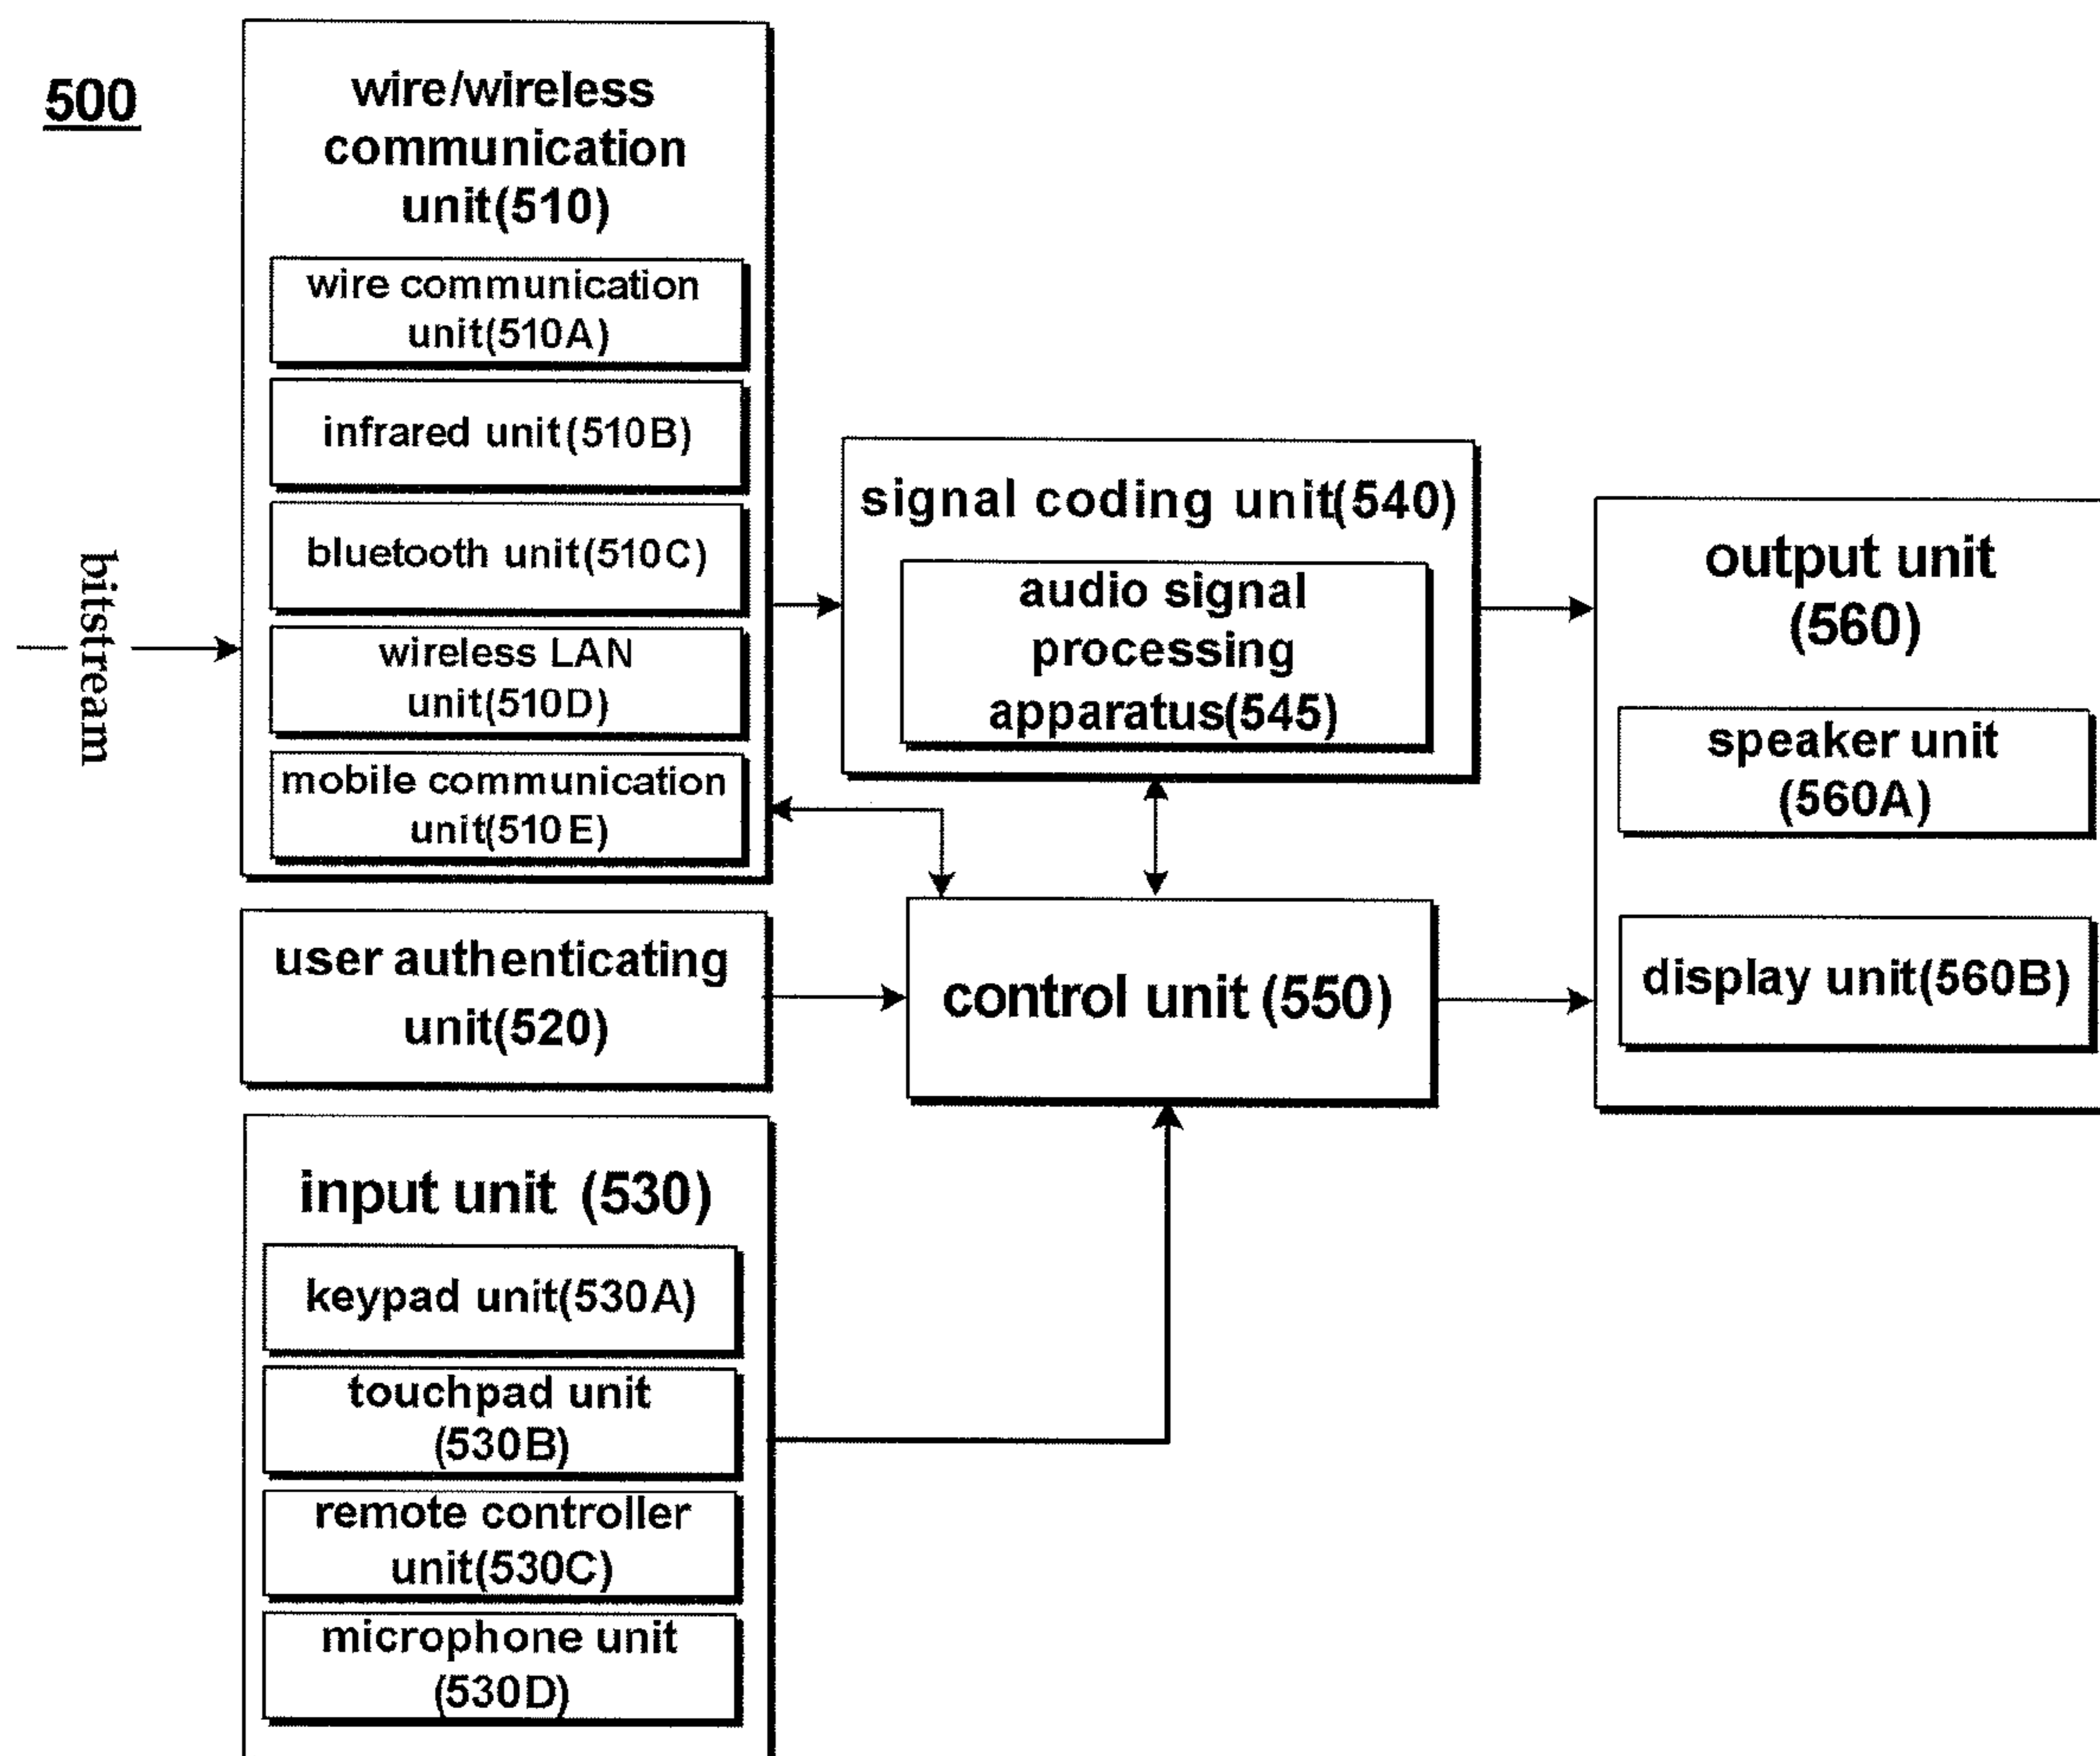 500
wire/wireless
communication
unit(510)
wire communication
unit(510A)
infrared unit(510B)
bluetooth unit(510C)
wireless LAN
unit(510D)
mobile communication
unit(510E)
bitstream
signal coding unit(540)
audio signal
processing
apparatus(545)
output unit
(560)
speaker unit
(560A)
display unit(560B)
user authenticating
unit(520)
control unit (550)
input unit (530)
keypad unit(530A)
touchpad unit
(530B)
remote controller
unit(530C)
microphone unit
(530D)